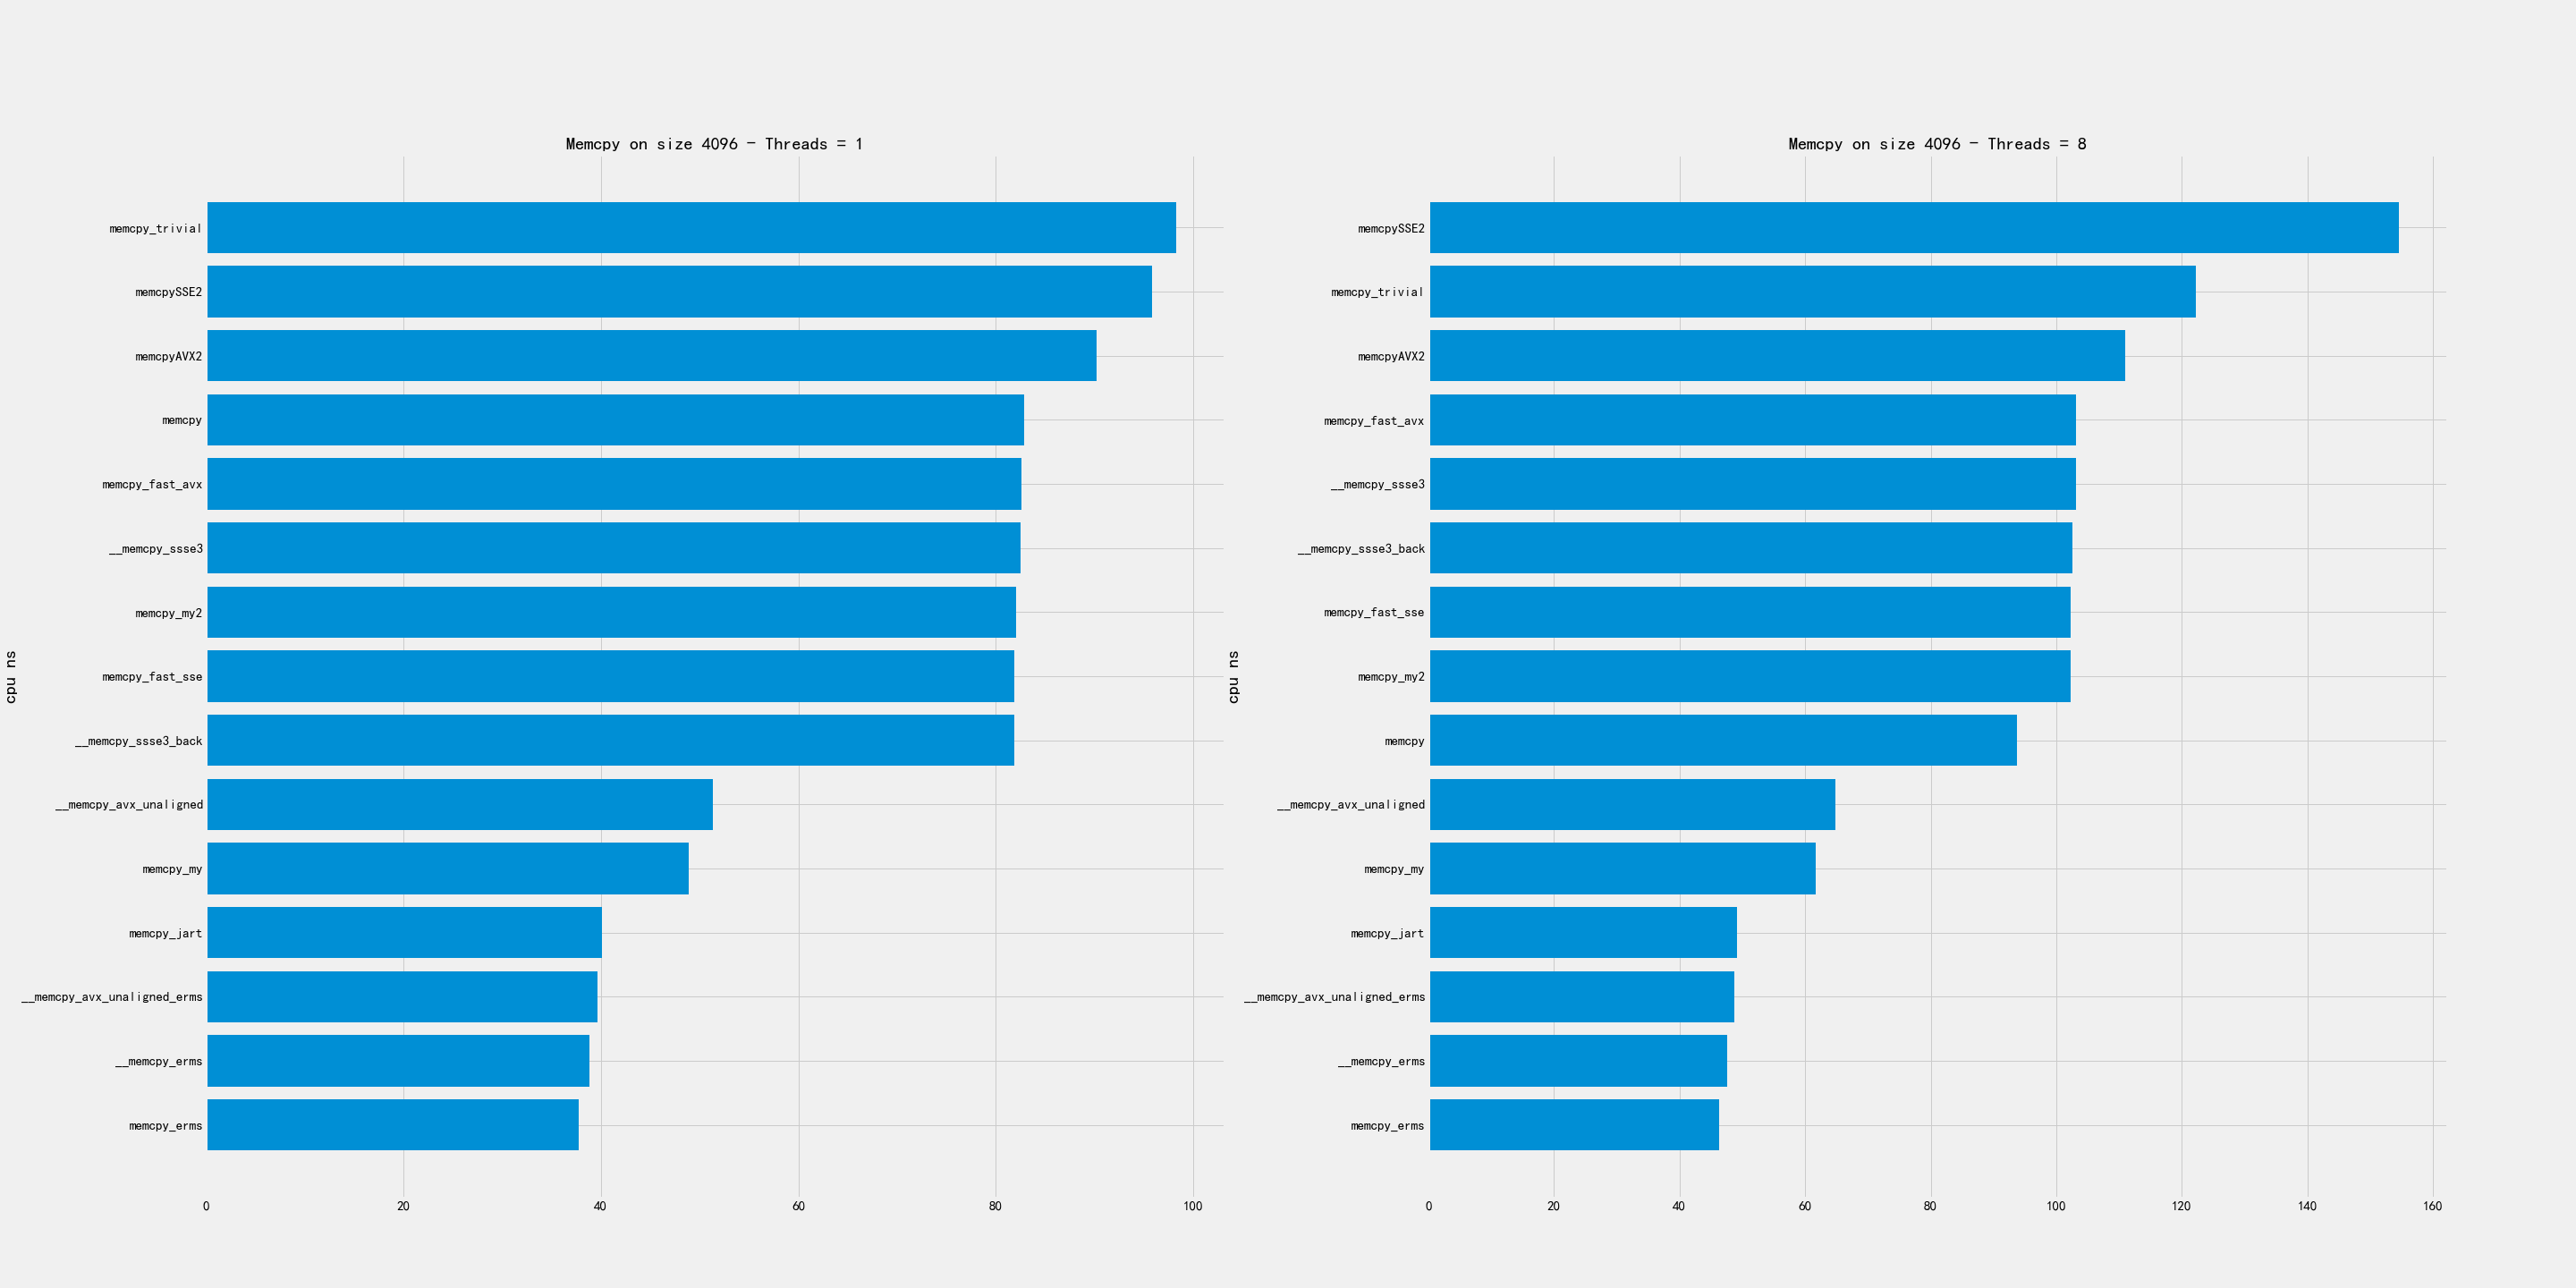 Memcpy on size 4096 - Threads = 1
cpu ns
memcpy_trivial
memcpySSE2
memcpyAVX2
memcpy
memcpy_fast_avx
__memcpy_ssse3
memcpy_my2
memcpy_fast_sse
__memcpy_ssse3_back
__memcpy_avx_unaligned
memcpy_my
memcpy_jart
__memcpy_avx_unaligned_erms
__memcpy_erms
memcpy_erms
0 20 40 60 80 100
Memcpy on size 4096 - Threads = 8
cpu ns
memcpySSE2
memcpy_trivial
memcpyAVX2
memcpy_fast_avx
__memcpy_ssse3
__memcpy_ssse3_back
memcpy_fast_sse
memcpy_my2
memcpy
__memcpy_avx_unaligned
memcpy_my
memcpy_jart
__memcpy_avx_unaligned_erms
__memcpy_erms
memcpy_erms
0 20 40 60 80 100 120 140 160